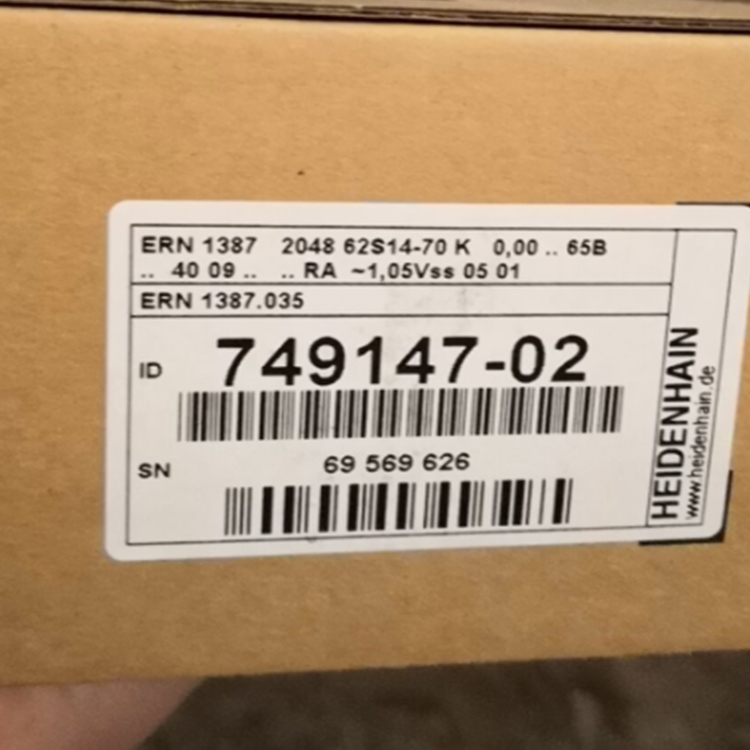 ERN 1387 2048 62S14-70 K 0,00 .. 65B
.. 40 09 .. .. RA ~1,05Vss 05 01
ERN 1387.035
ID 749147-02
SN 69 569 626
HEIDENHAIN
www.heidenhain.de